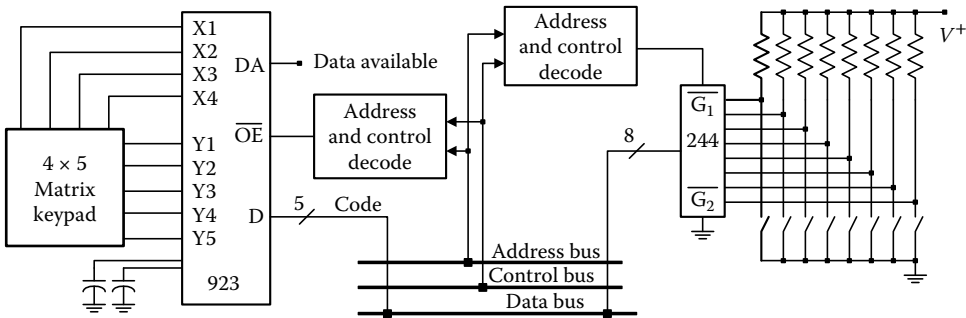 X1
X2
X3
X4
DA
Data available
OE
Address
and control
decode
4 × 5
Matrix
keypad
Y1
Y2
Y3
Y4
Y5
D
5
Code
923
Address
and control
decode
V+
G1
244
G2
8
Address bus
Control bus
Data bus